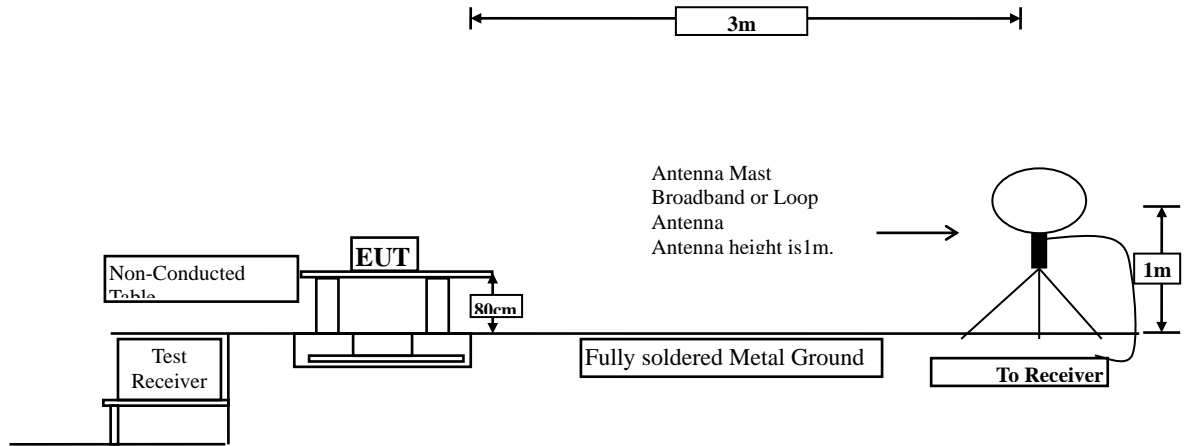 3m
Antenna Mast
Broadband or Loop
Antenna
Antenna height is1m.
EUT
Non-Conducted
Table
80cm
1m
Test
Receiver
Fully soldered Metal Ground
To Receiver